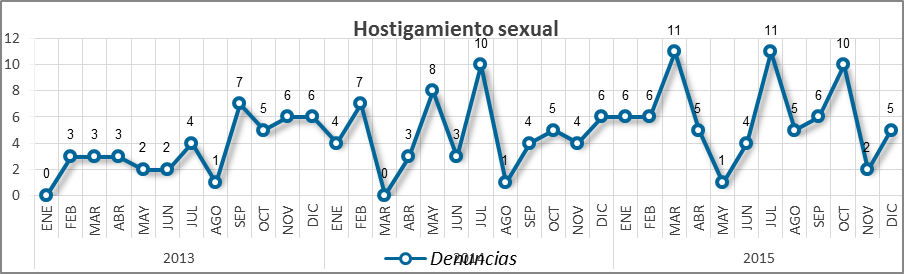 Hostigamiento sexual
12
10
8
6
4
2
0
0 3 3 3 2 2 4 1 7 5 6 6 4 7 0 3 8 3 10 1 4 5 4 6 6 6 11 5 1 4 11 5 6 10 2 5
ENE FEB MAR ABR MAY JUN JUL AGO SEP OCT NOV DIC ENE FEB MAR ABR MAY JUN JUL AGO SEP OCT NOV DIC ENE FEB MAR ABR MAY JUN JUL AGO SEP OCT NOV DIC
2013 2014 2015
Denuncias